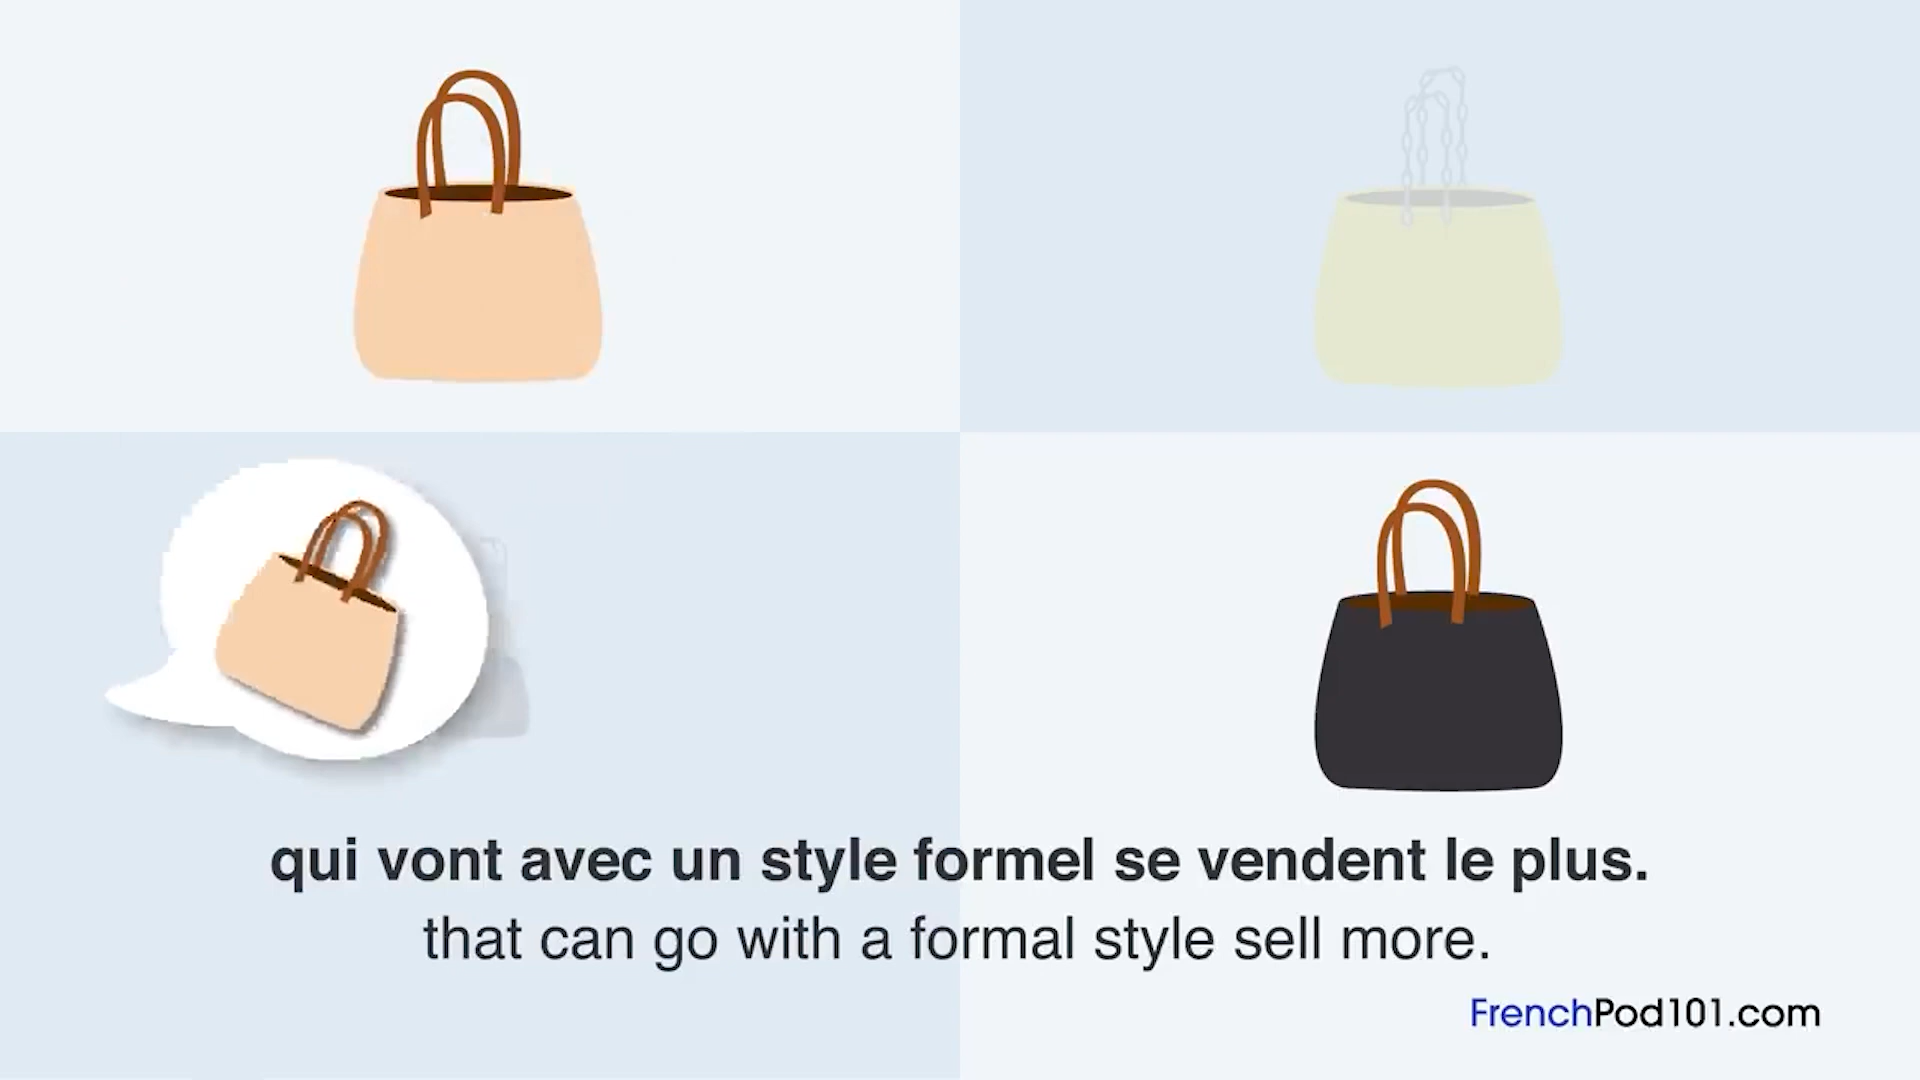 qui vont avec un style formel se vendent le plus.
that can go with a formal style sell more.
FrenchPod101.com